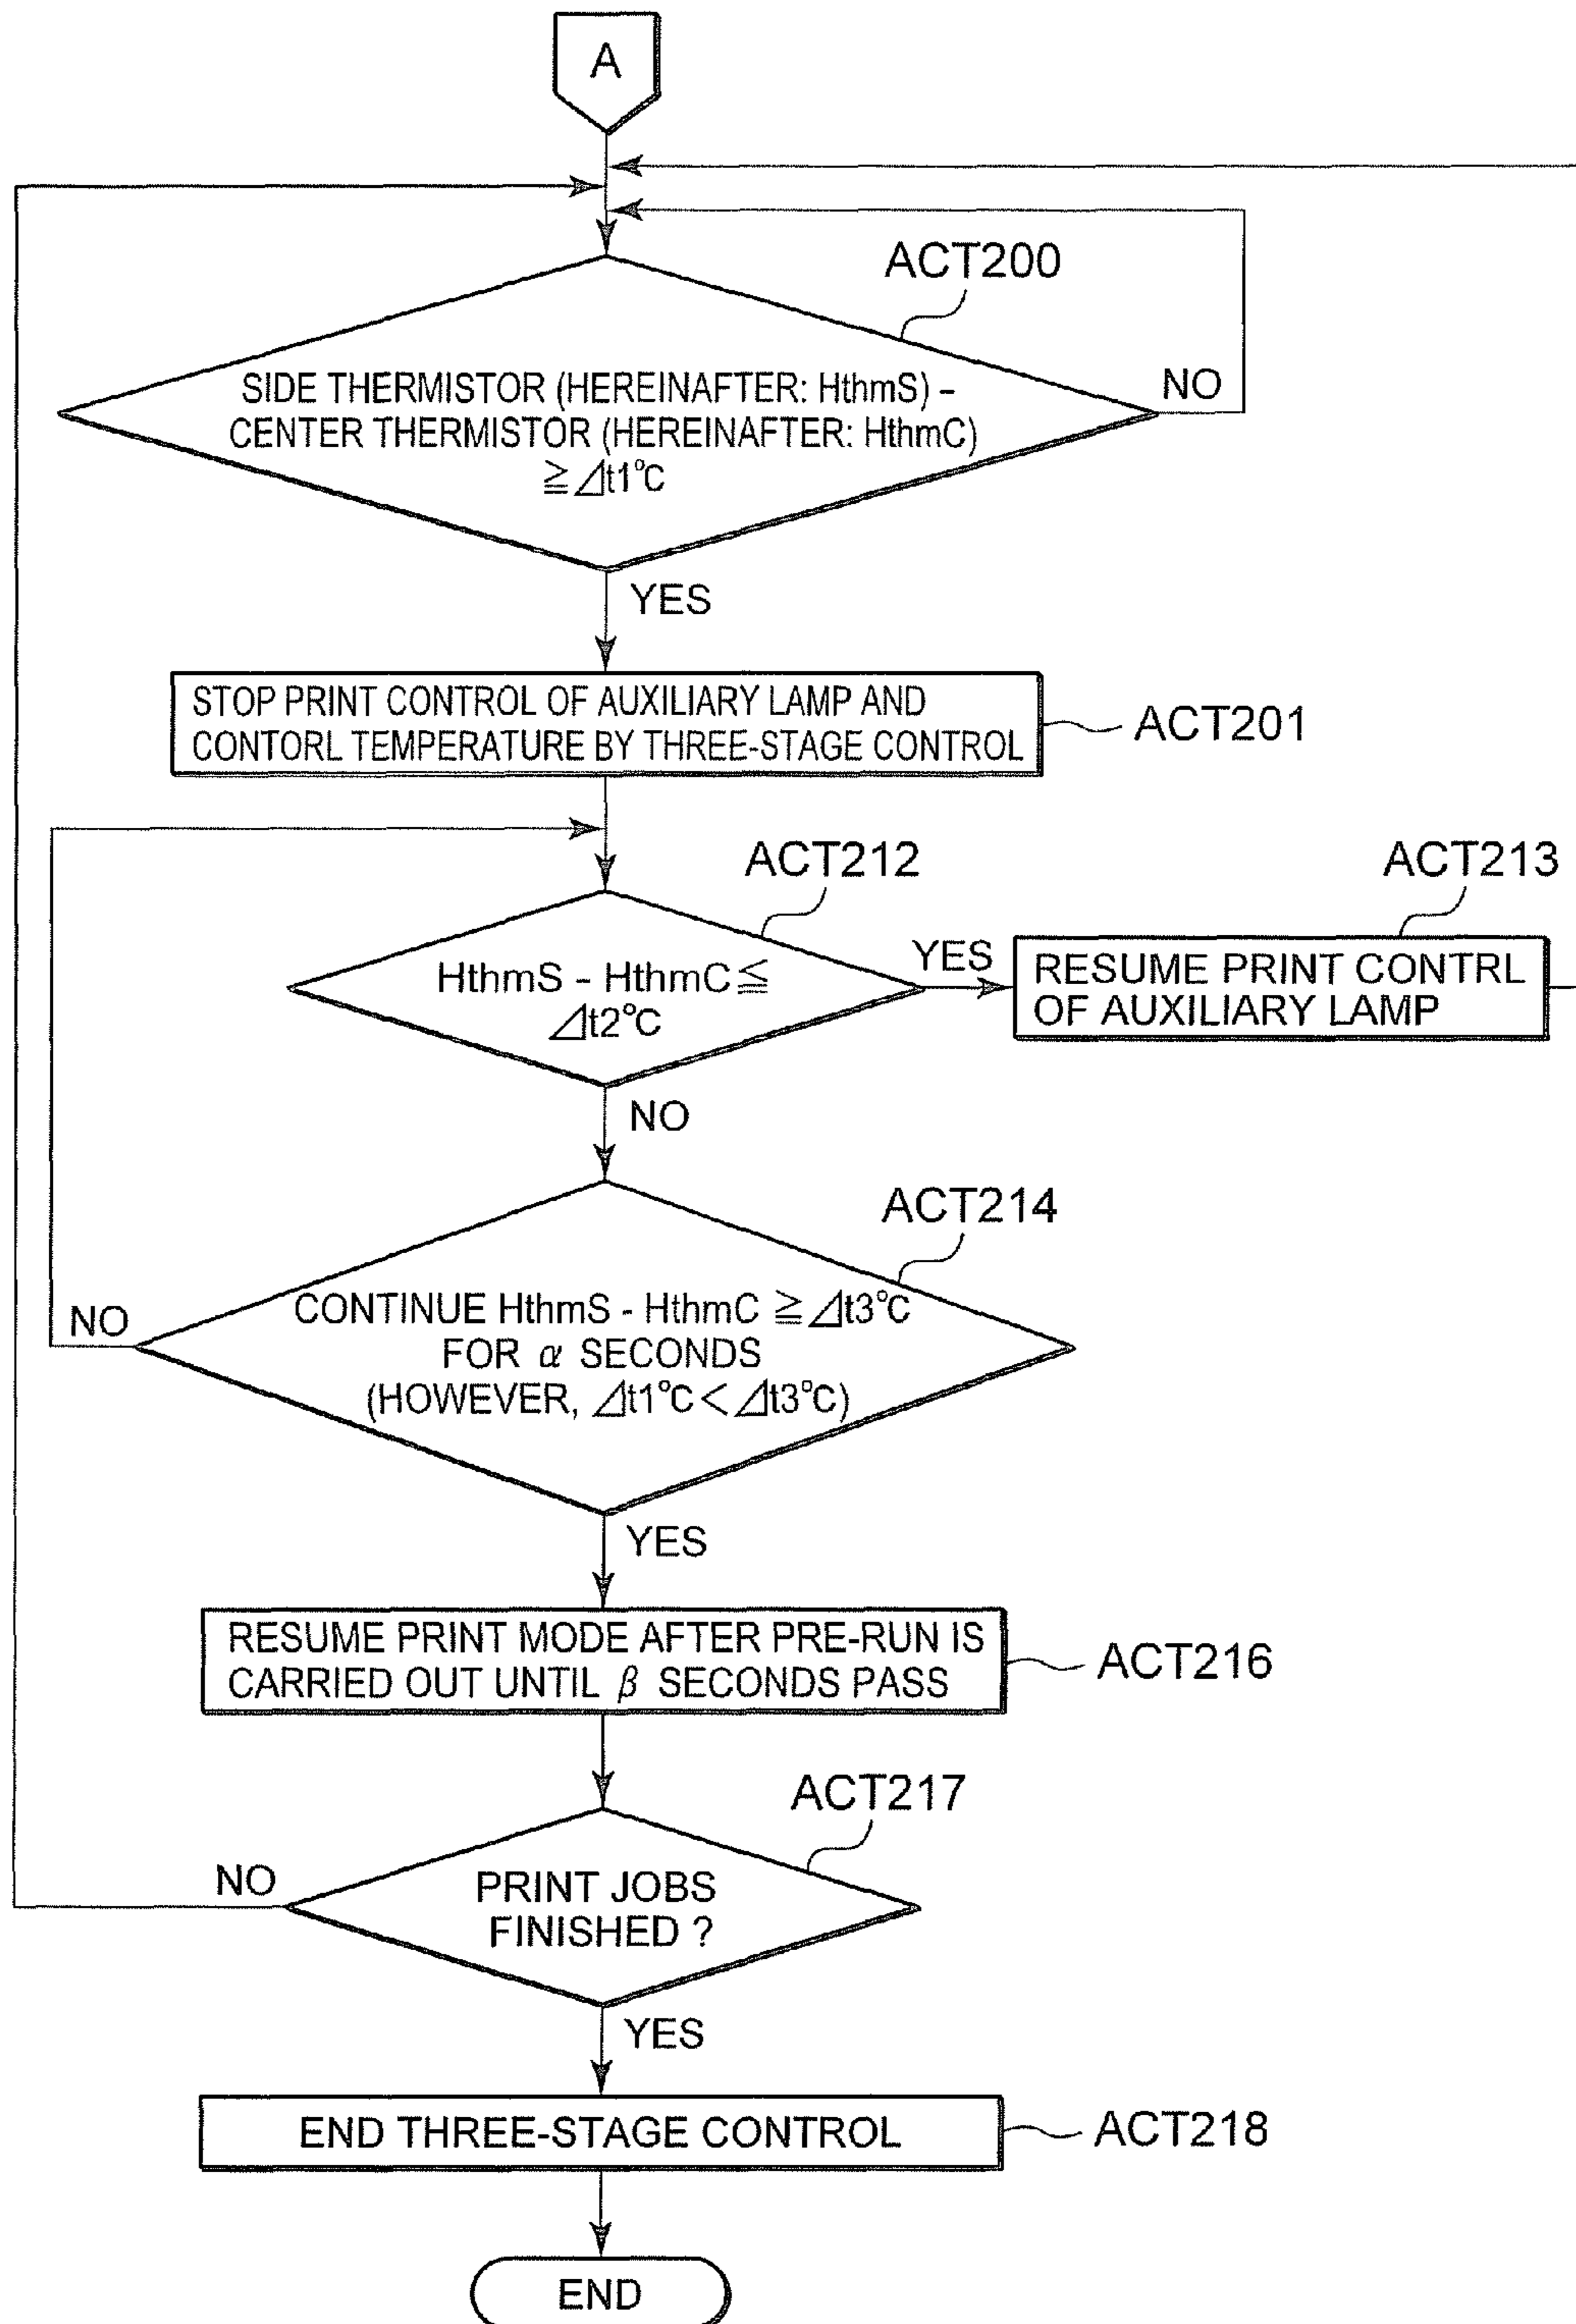 A
ACT200
SIDE THERMISTOR (HEREINAFTER: HthmS) –
CENTER THERMISTOR (HEREINAFTER: HthmC)
≧⊿t1°C
NO
YES
STOP PRINT CONTROL OF AUXILIARY LAMP AND
CONTORL TEMPERATURE BY THREE-STAGE CONTROL
ACT201
ACT212
HthmS - HthmC≦
⊿t2°C
YES
ACT213
RESUME PRINT CONTRL
OF AUXILIARY LAMP
NO
ACT214
CONTINUE HthmS - HthmC ≧⊿t3°C
FOR α SECONDS
(HOWEVER, ⊿t1°C<⊿t3°C)
NO
YES
RESUME PRINT MODE AFTER PRE-RUN IS
CARRIED OUT UNTIL β SECONDS PASS
ACT216
ACT217
PRINT JOBS
FINISHED ?
NO
YES
END THREE-STAGE CONTROL
ACT218
END